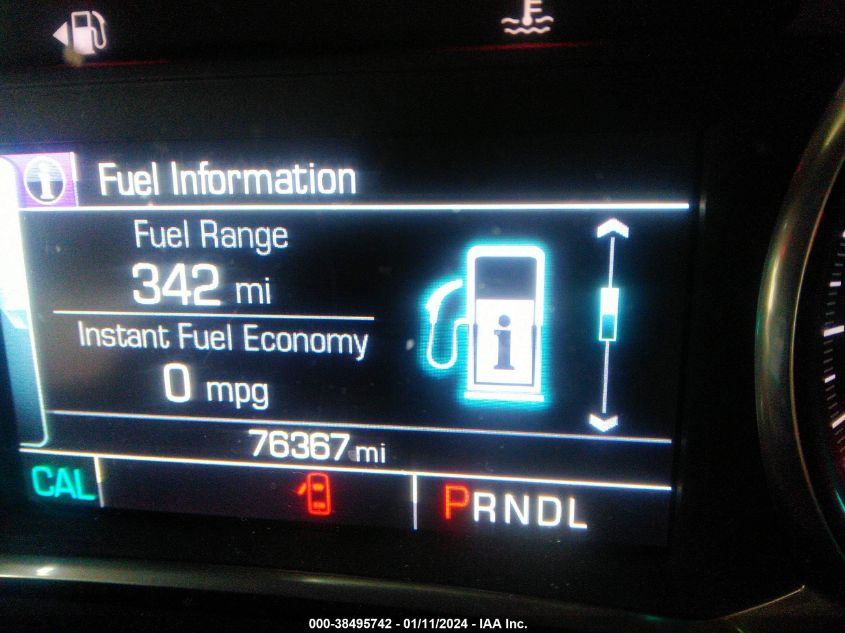 F
Fuel Information
Fuel Range
342 mi
Instant Fuel Economy
0 mpg
76367 mi
CAL
PRNDL
000-38495742 - 01/11/2024 - IAA Inc.